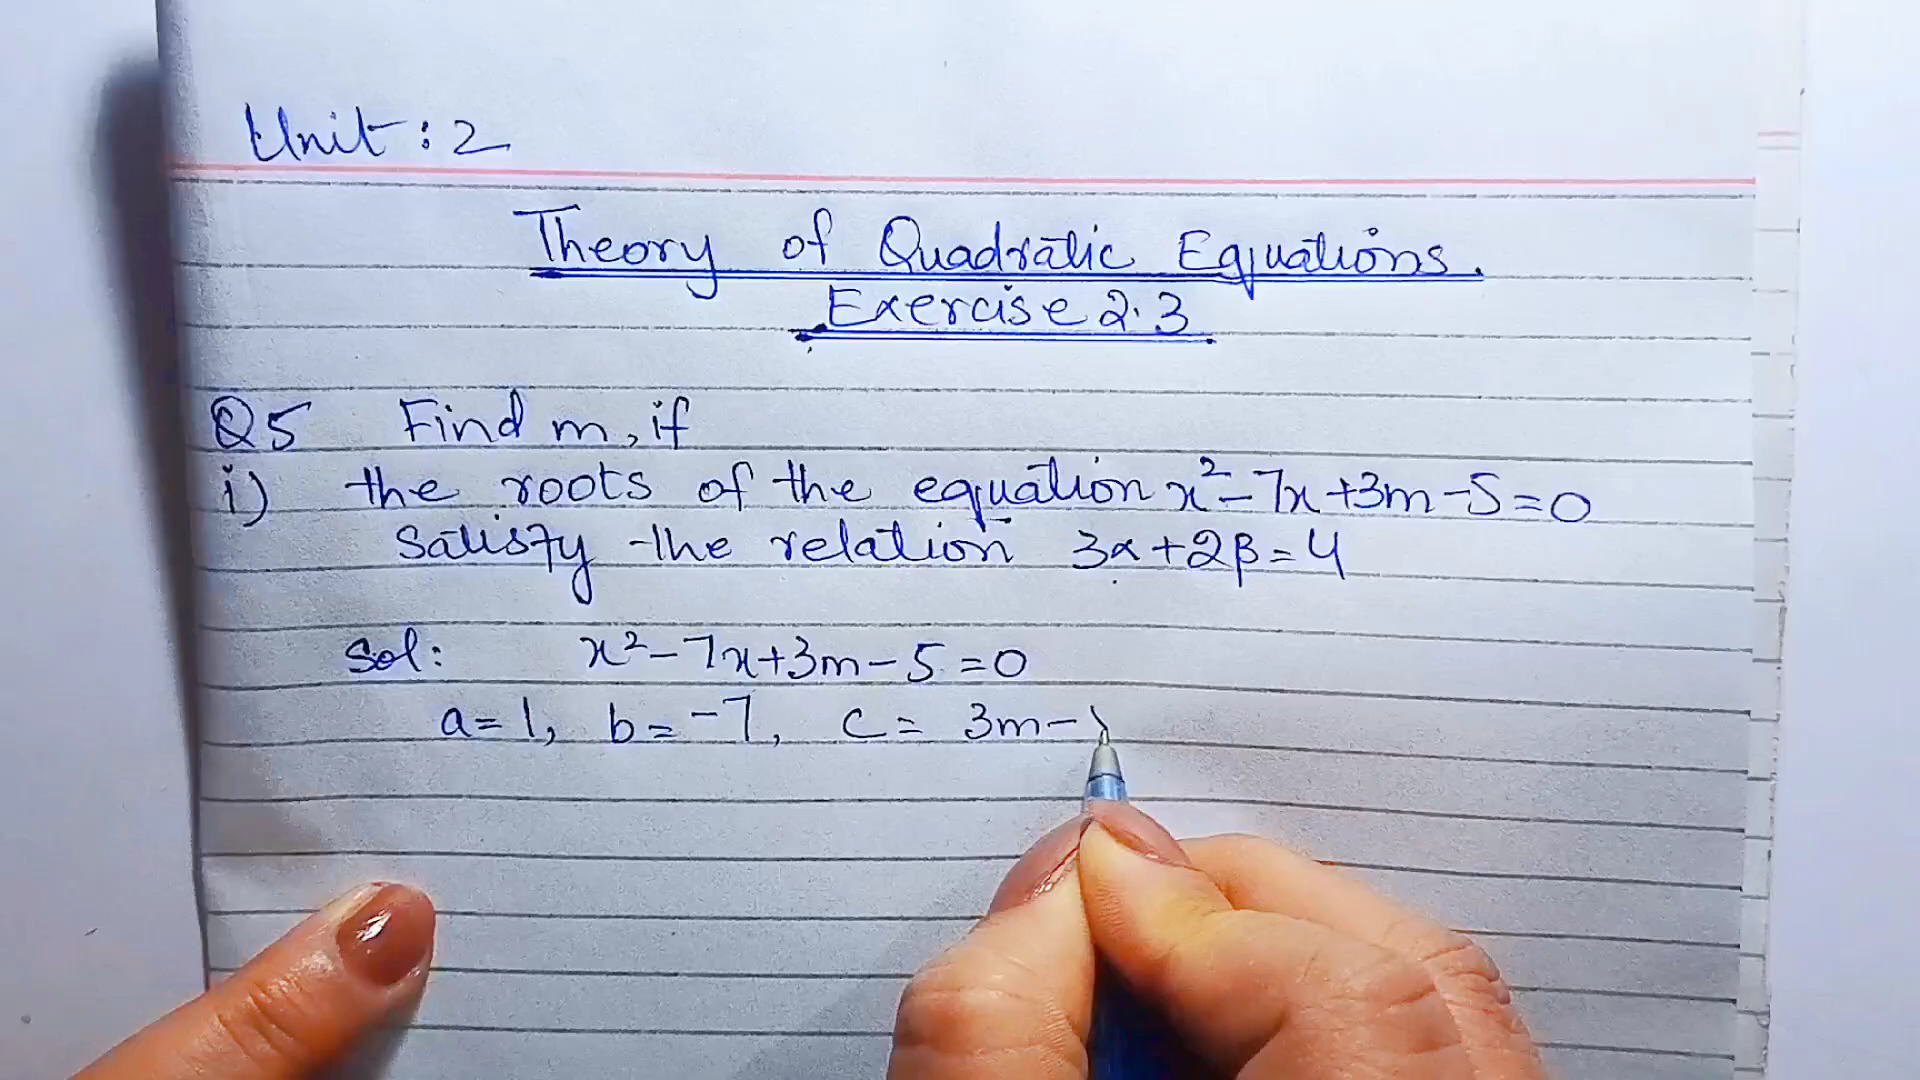 Unit: 2
Theory of Quadratic Equations.
Exercise 2.3
Q5 Find m, if
i) the roots of the equation x²-7x+3m-5=0
satisfy the relation 3α+2β=4
Sol: x²-7x+3m-5=0
a=1, b=-7, c= 3m-